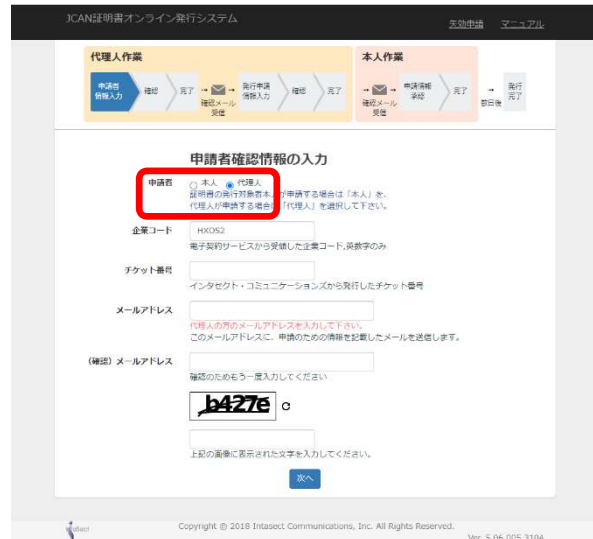 JCAN証明書オンライン発行システム
失効申請 マニュアル
代理人作業
申請者
情報入力
確認
完了
→ →
確認メール
受信
発行申請
情報入力
確認
完了
本人作業
→ →
確認メール
受信
申請情報
承認
完了
→
数日後
発行
完了
申請者確認情報の入力
申請者
本人 代理人
証明書の発行対象者本人が申請する場合は「本人」を、
代理人が申請する場合は「代理人」を選択して下さい。
企業コード
HXOS2
電子契約サービスから受領した企業コード,英数字のみ
チケット番号
インタセクト・コミュニケーションズから発行したチケット番号
メールアドレス
代理人の方のメールアドレスを入力して下さい。
このメールアドレスに、申請のための情報を記載したメールを送信します。
(確認) メールアドレス
確認のためもう一度入力してください
b427e
上記の画像に表示された文字を入力してください。
次へ
Intasect
Copyright © 2018 Intasect Communications, Inc. All Rights Reserved.
Ver. 5.06.005.3104